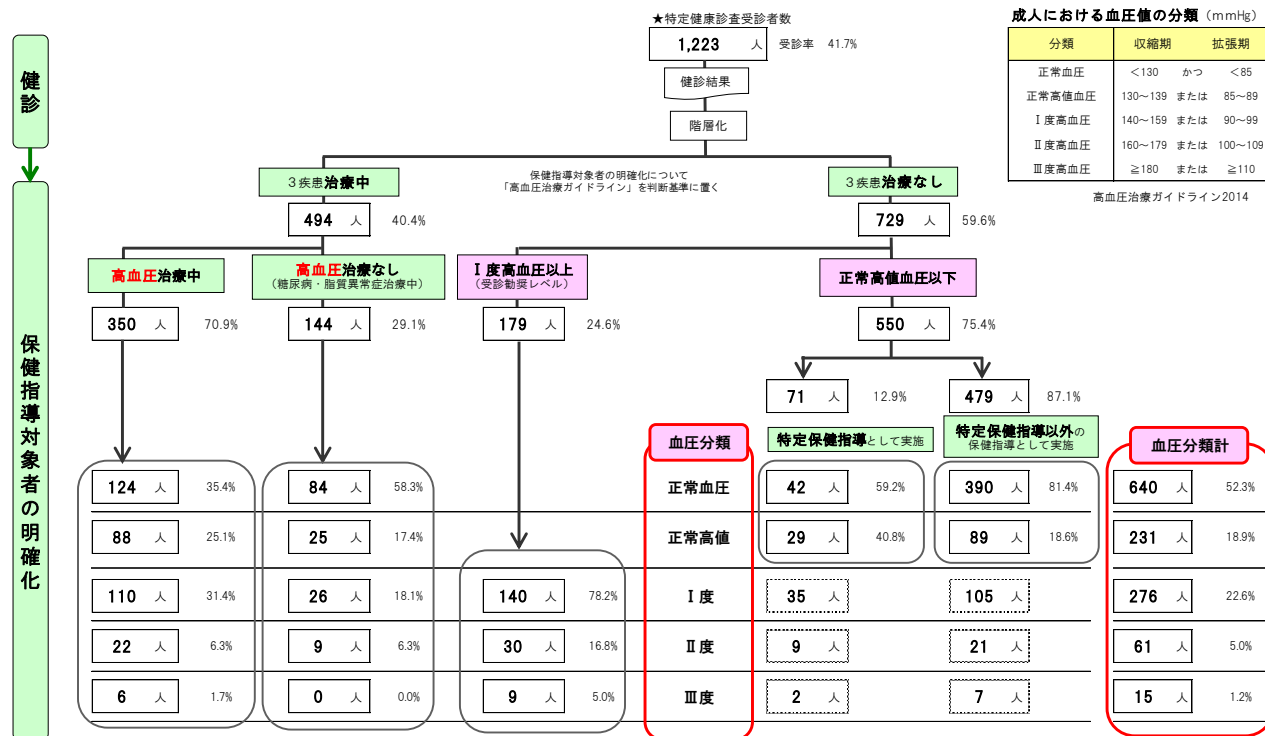 ★特定健康診査受診者数
1,223 人 受診率 41.7%
健診結果
階層化
成人における血圧値の分類（mmHg）
分類 収縮期 拡張期
正常血圧 ＜130 かつ ＜85
正常高値血圧 130～139 または 85～89
Ⅰ度高血圧 140～159 または 90～99
Ⅱ度高血圧 160～179 または 100～109
Ⅲ度高血圧 ≧180 または ≧110
高血圧治療ガイドライン2014
健診
保健指導対象者の明確化
保健指導対象者の明確化について
「高血圧治療ガイドライン」を判断基準に置く
３疾患治療中
494 人 40.4%
３疾患治療なし
729 人 59.6%
高血圧治療中
350 人 70.9%
高血圧治療なし
（糖尿病・脂質異常症治療中）
144 人 29.1%
Ⅰ度高血圧以上
（受診勧奨レベル）
179 人 24.6%
正常高値血圧以下
550 人 75.4%
71 人 12.9%
479 人 87.1%
血圧分類
特定保健指導として実施
特定保健指導以外の
保健指導として実施
血圧分類計
124 人 35.4% 84 人 58.3% 正常血圧 42 人 59.2% 390 人 81.4% 640 人 52.3%
88 人 25.1% 25 人 17.4% 正常高値 29 人 40.8% 89 人 18.6% 231 人 18.9%
110 人 31.4% 26 人 18.1% 140 人 78.2% Ⅰ度 35 人 105 人 276 人 22.6%
22 人 6.3% 9 人 6.3% 30 人 16.8% Ⅱ度 9 人 21 人 61 人 5.0%
6 人 1.7% 0 人 0.0% 9 人 5.0% Ⅲ度 2 人 7 人 15 人 1.2%